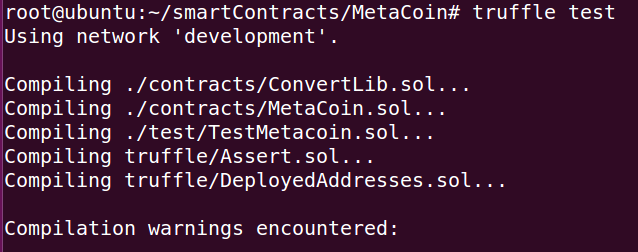 root@ubuntu:~/smartContracts/MetaCoin# truffle test
Using network 'development'.
Compiling ./contracts/ConvertLib.sol...
Compiling ./contracts/MetaCoin.sol...
Compiling ./test/TestMetacoin.sol...
Compiling truffle/Assert.sol...
Compiling truffle/DeployedAddresses.sol...
Compilation warnings encountered: